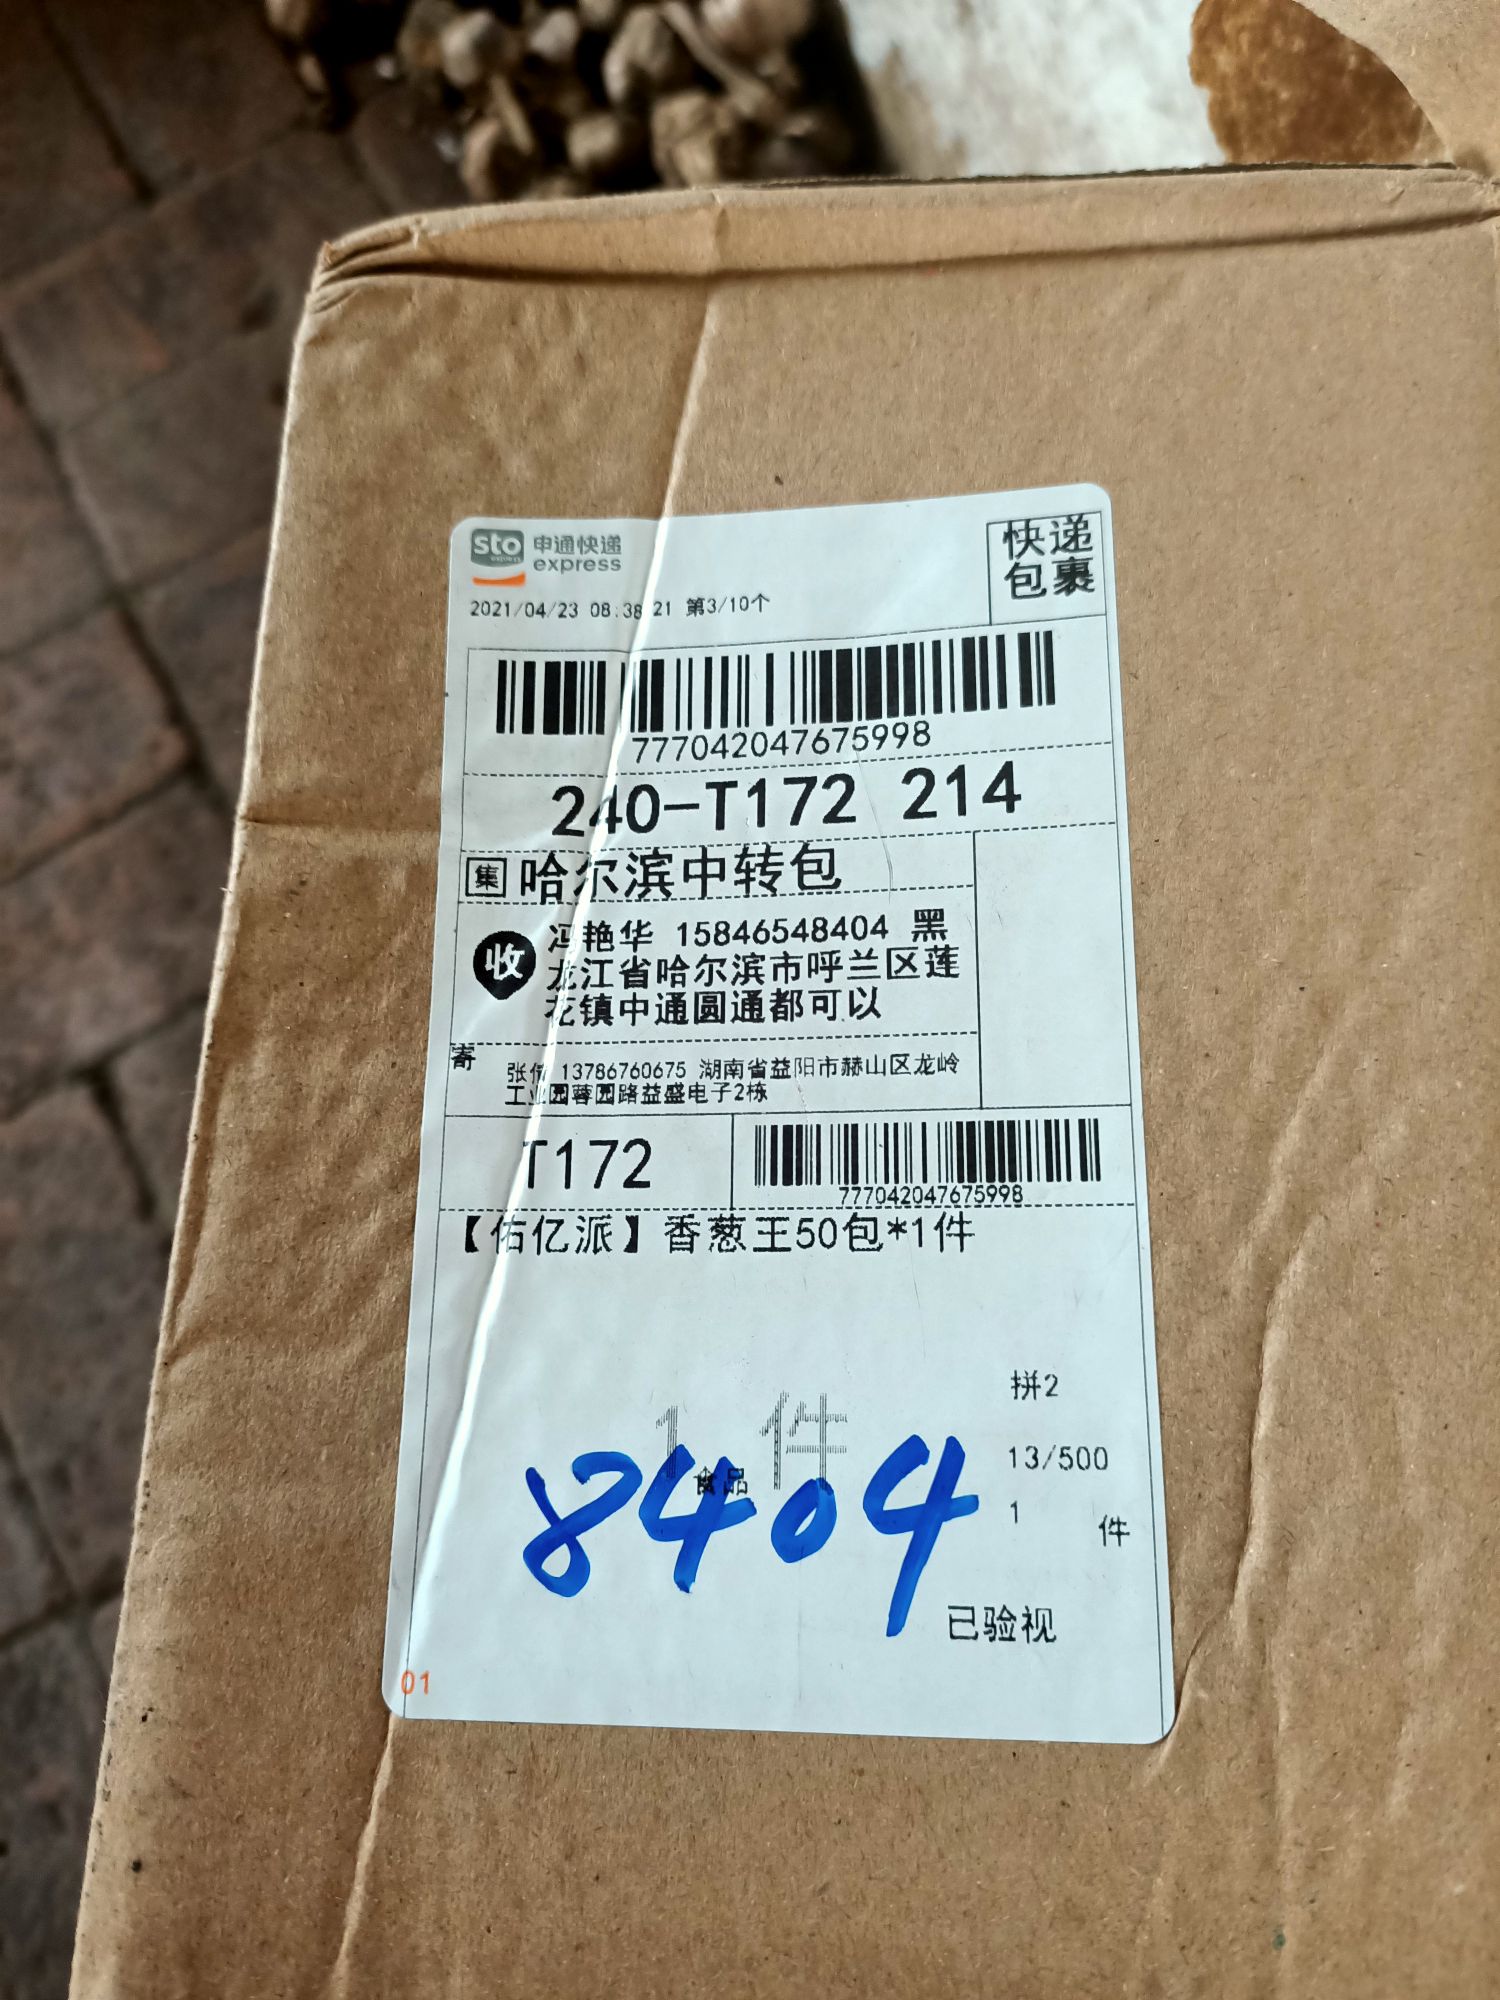 sto 申通快递
express express
快递
包裹
2021/04/23 08:38:21 第3/10个
777042047675998
240-T172 214
集 哈尔滨中转包
收 冯艳华 15846548404 黑
龙江省哈尔滨市呼兰区莲
花镇中通圆通都可以
寄 张倩 13786760675 湖南省益阳市赫山区龙岭
工业园蓉园路益盛电子2栋
T172
777042047675998
【佑亿派】香葱王50包*1件
拼2
1 件
食品
8404
13/500
1 件
已验视
01